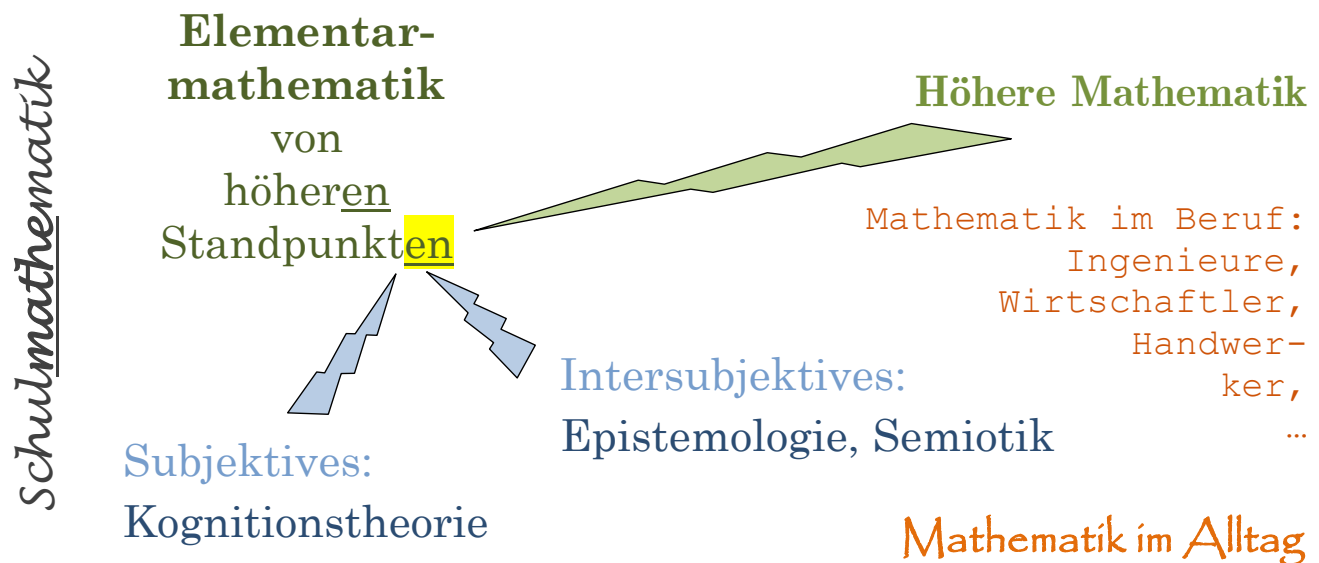 Schulmathematik
Elementar-
mathematik
von
höheren
Standpunkten
Höhere Mathematik
Mathematik im Beruf:
Ingenieure,
Wirtschaftler,
Handwer-
ker,
…
Intersubjektives:
Epistemologie, Semiotik
Subjektives:
Kognitionstheorie
Mathematik im Alltag